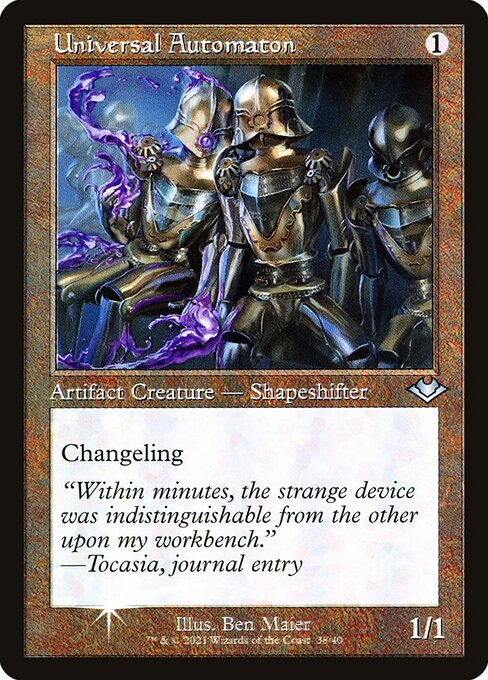 Universal Automaton 1
Artifact Creature — Shapeshifter
Changeling
“Within minutes, the strange device
was indistinguishable from the other
upon my workbench.”
—Tocasia, journal entry
Illus. Ben Maier
™ & © 2021 Wizards of the Coast 38/40
1/1